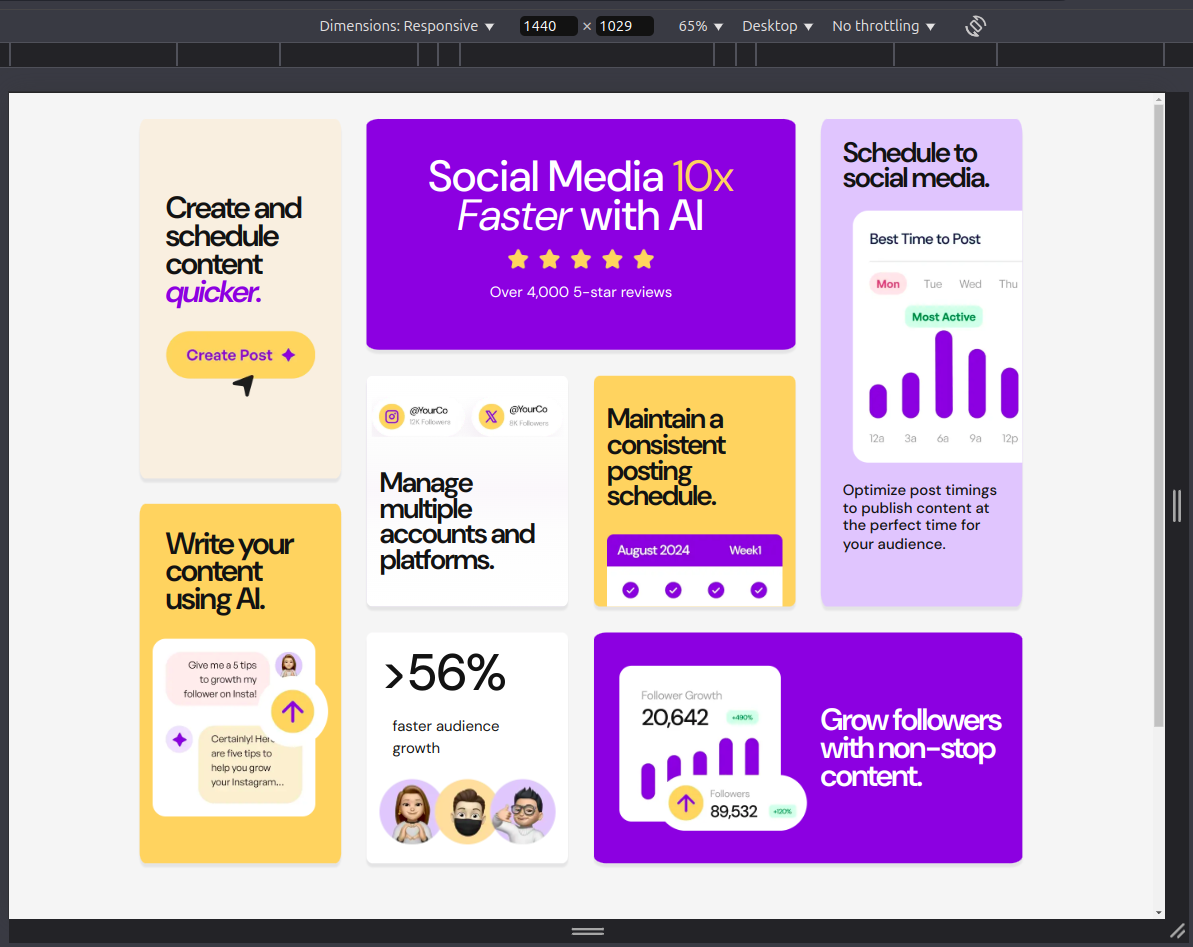 Dimensions: Responsive ▼ 1440 × 1029 65% ▼ Desktop ▼ No throttling ▼
Create and
schedule
content
quicker.
Create Post
Social Media 10x
Faster with AI
Over 4,000 5-star reviews
Schedule to
social media.
Best Time to Post
Mon Tue Wed Thu
Most Active
12a 3a 6a 9a 12p
Optimize post timings
to publish content at
the perfect time for
your audience.
@YourCo
12K Followers
@YourCo
8K Followers
Manage
multiple
accounts and
platforms.
Maintain a
consistent
posting
schedule.
August 2024 Week1
Write your
content
using AI.
Give me a 5 tips
to growth my
follower on Insta!
Certainly! Here
are five tips to
help you grow
your Instagram...
>56%
faster audience
growth
Follower Growth
20,642 +490%
Followers
89,532 +120%
Grow followers
with non-stop
content.